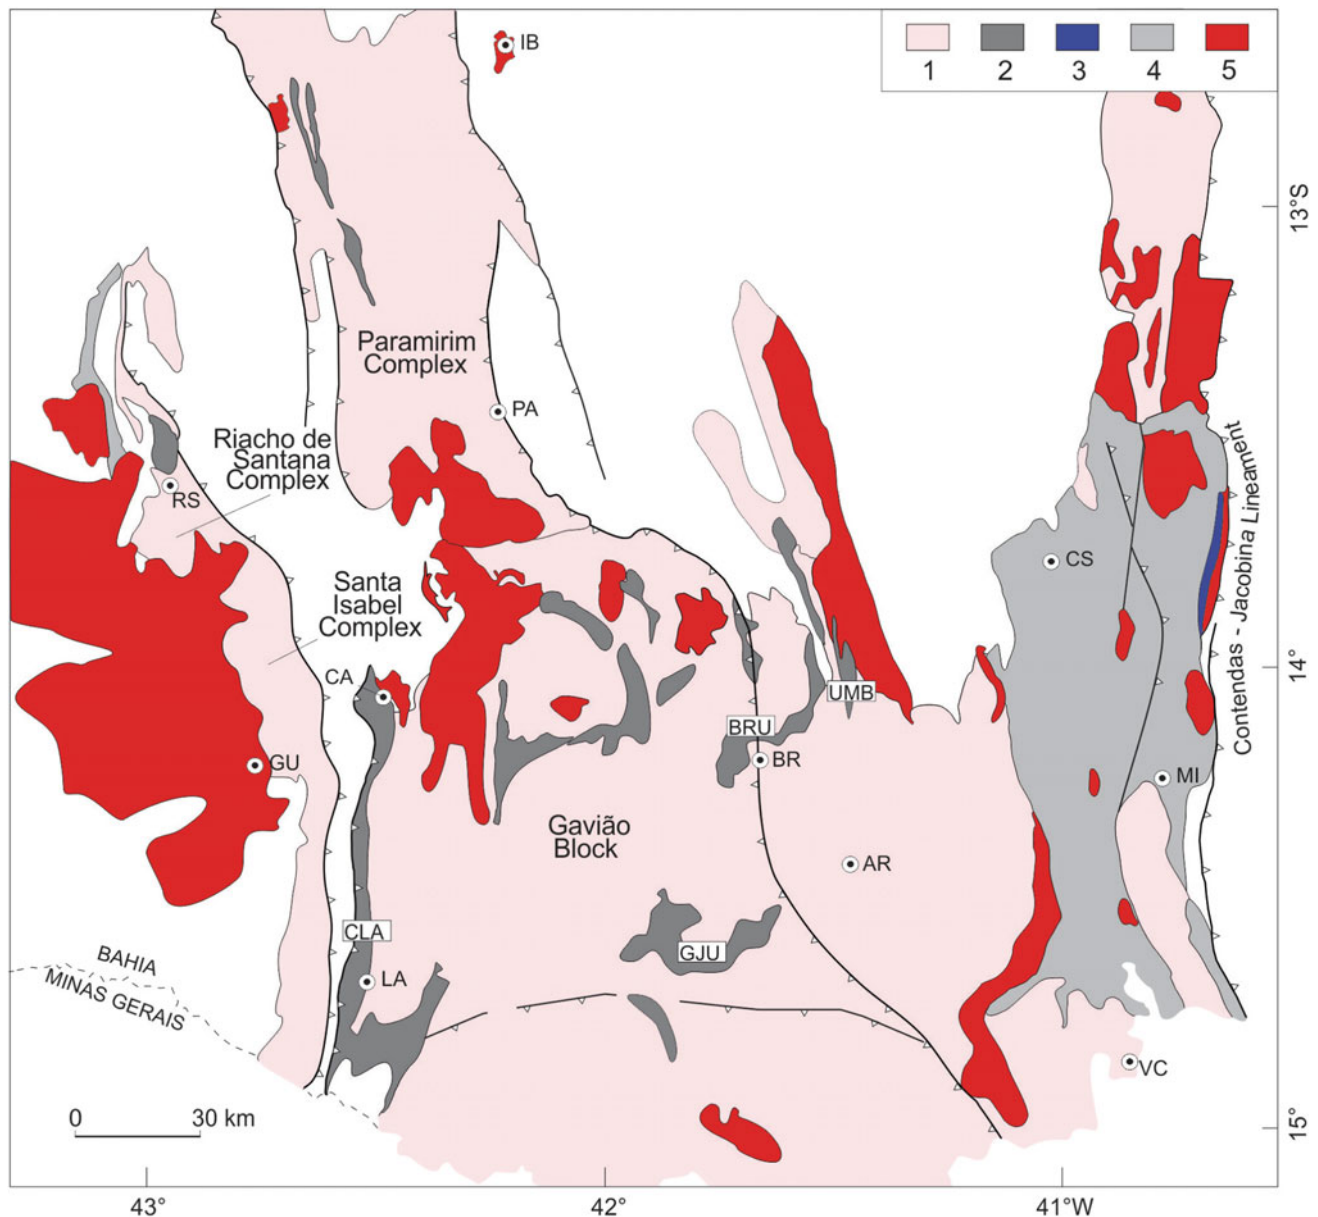 IB
1 2 3 4 5
13°S
Paramirim
Complex
PA
Riacho de
Santana
Complex
RS
Contendas - Jacobina Lineament
CS
Santa
Isabel
Complex
14°
CA
UMB
BRU
BR
GU
MI
Gavião
Block
AR
CLA
GJU
LA
BAHIA
MINAS GERAIS
VC
0 30 km
15°
43° 42° 41°W